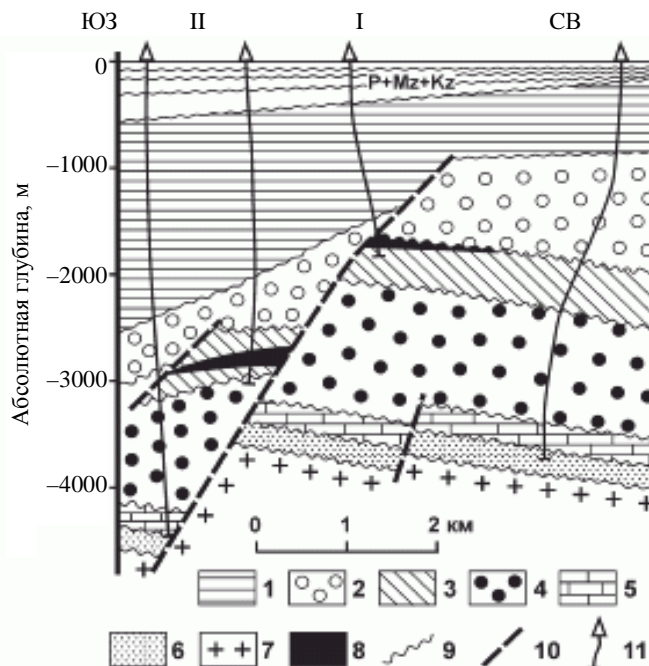 ЮЗ II I СВ
0
P+Mz+Kz
–1000
–2000
–3000
–4000
Абсолютная глубина, м
0 1 2 км
1 2 3 4 5
6 7 8 9 10 11